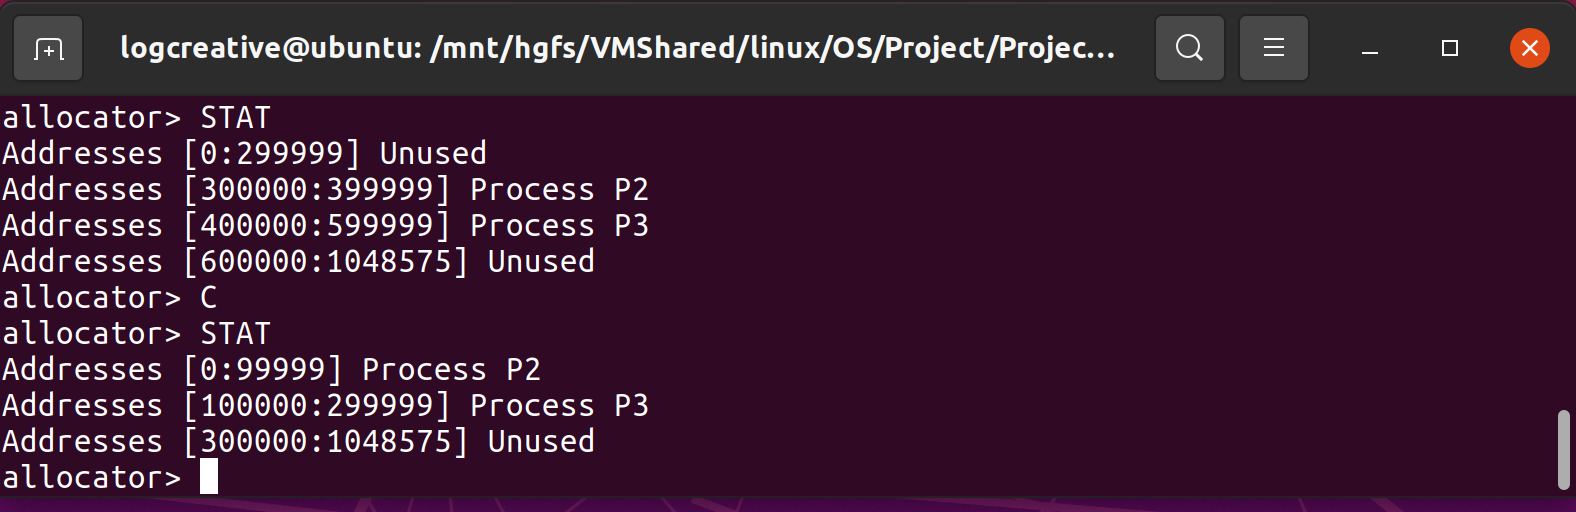 logcreative@ubuntu: /mnt/hgfs/VMShared/linux/OS/Project/Projec...
allocator> STAT
Addresses [0:299999] Unused
Addresses [300000:399999] Process P2
Addresses [400000:599999] Process P3
Addresses [600000:1048575] Unused
allocator> C
allocator> STAT
Addresses [0:99999] Process P2
Addresses [100000:299999] Process P3
Addresses [300000:1048575] Unused
allocator>